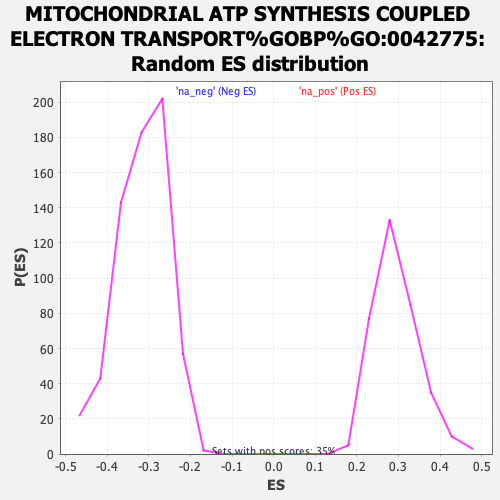 MITOCHONDRIAL ATP SYNTHESIS COUPLED
ELECTRON TRANSPORT%GOBP%GO:0042775:
Random ES distribution
'na_neg' (Neg ES) 'na_pos' (Pos ES)
200
180
160
140
120
100
80
60
40
20
0
P(ES)
Sets with pos scores: 35%
-0.5 -0.4 -0.3 -0.2 -0.1 0.0 0.1 0.2 0.3 0.4 0.5
ES